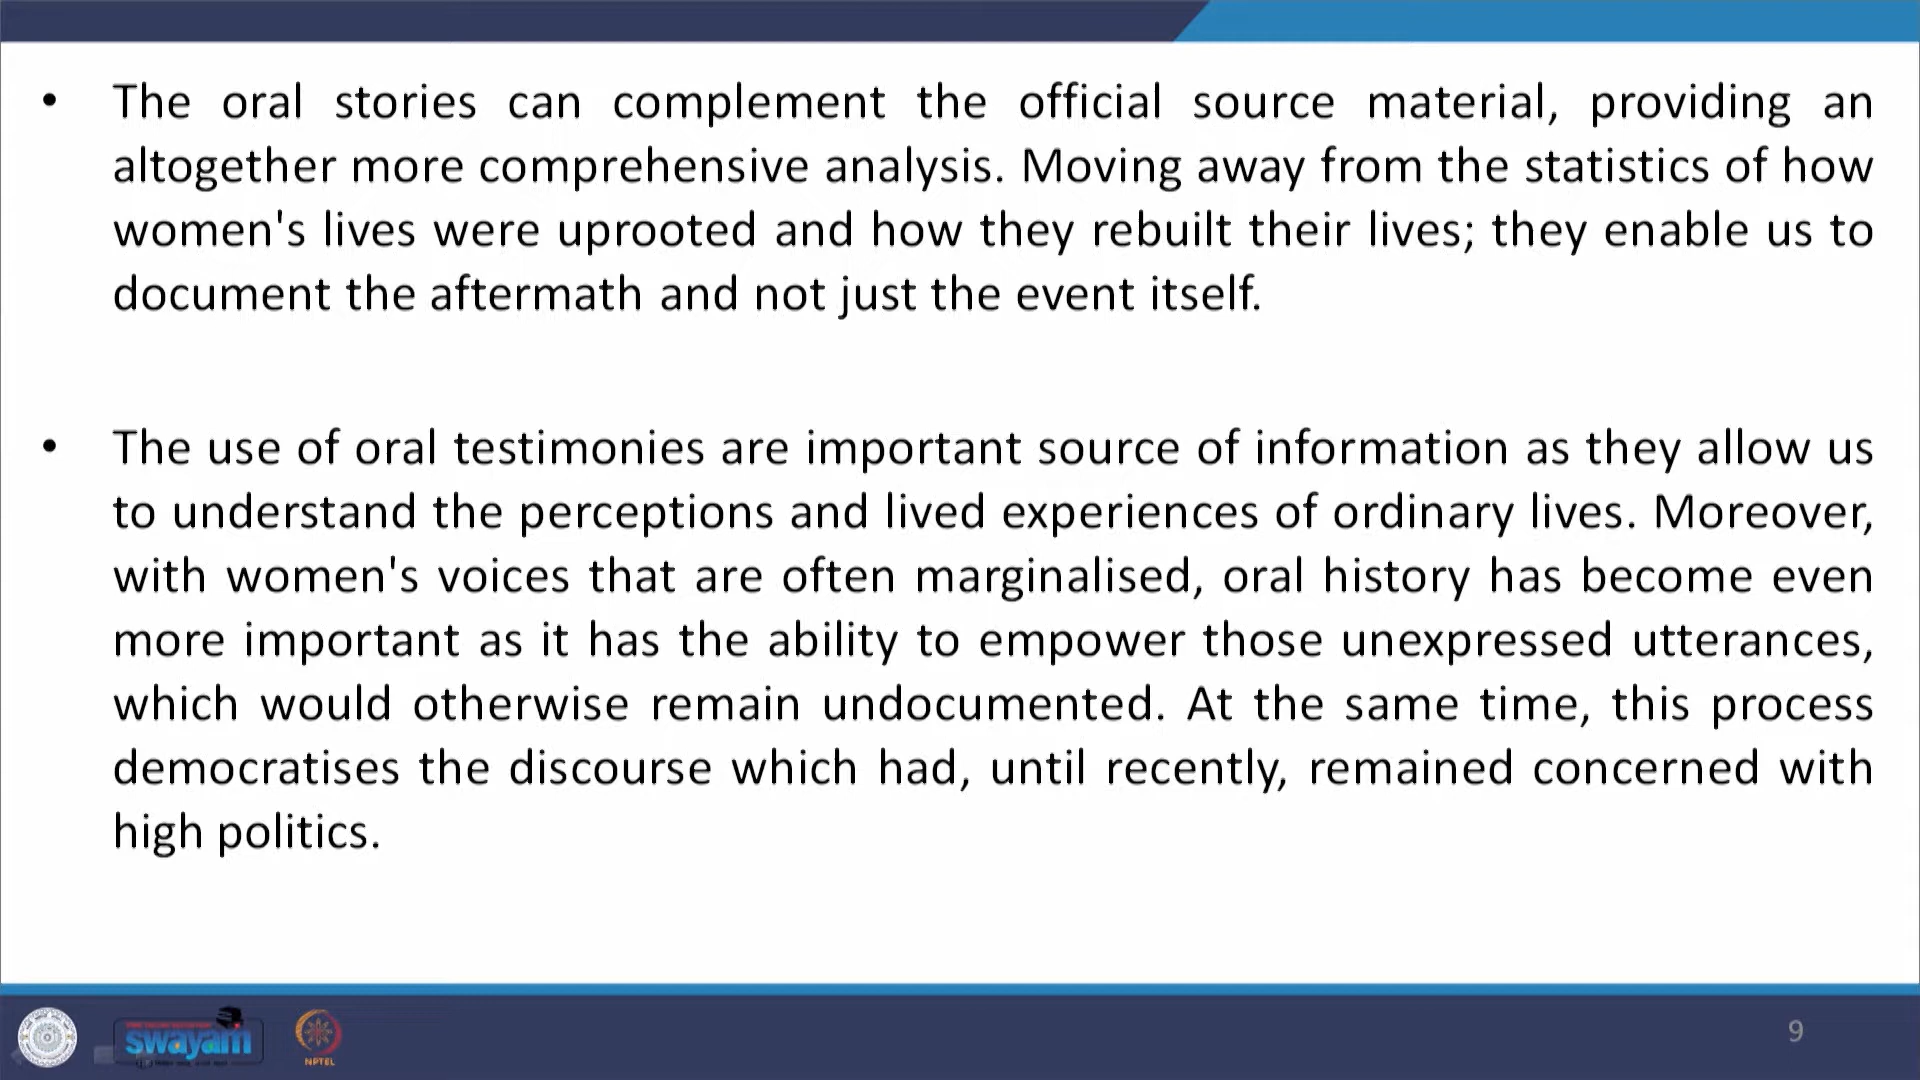 • The oral stories can complement the official source material, providing an
altogether more comprehensive analysis. Moving away from the statistics of how
women's lives were uprooted and how they rebuilt their lives; they enable us to
document the aftermath and not just the event itself.
• The use of oral testimonies are important source of information as they allow us
to understand the perceptions and lived experiences of ordinary lives. Moreover,
with women's voices that are often marginalised, oral history has become even
more important as it has the ability to empower those unexpressed utterances,
which would otherwise remain undocumented. At the same time, this process
democratises the discourse which had, until recently, remained concerned with
high politics.
swayam
NPTEL
9